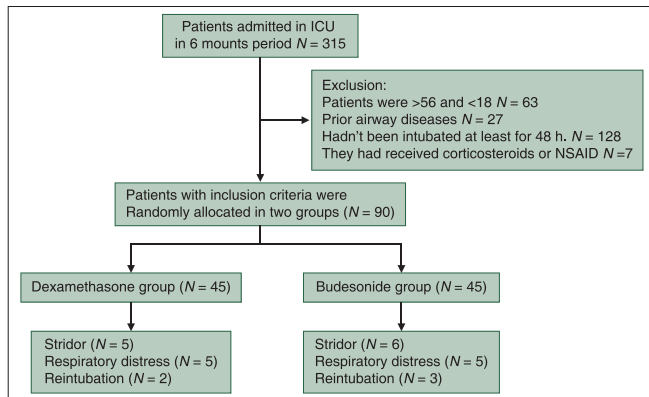 Patients admitted in ICU
in 6 mounts period N = 315
Exclusion:
Patients were >56 and <18 N = 63
Prior airway diseases N = 27
Hadn't been intubated at least for 48 h. N = 128
They had received corticosteroids or NSAID N =7
Patients with inclusion criteria were
Randomly allocated in two groups (N = 90)
Dexamethasone group (N = 45)
Budesonide group (N = 45)
Stridor (N = 5)
Respiratory distress (N = 5)
Reintubation (N = 2)
Stridor (N = 6)
Respiratory distress (N = 5)
Reintubation (N = 3)